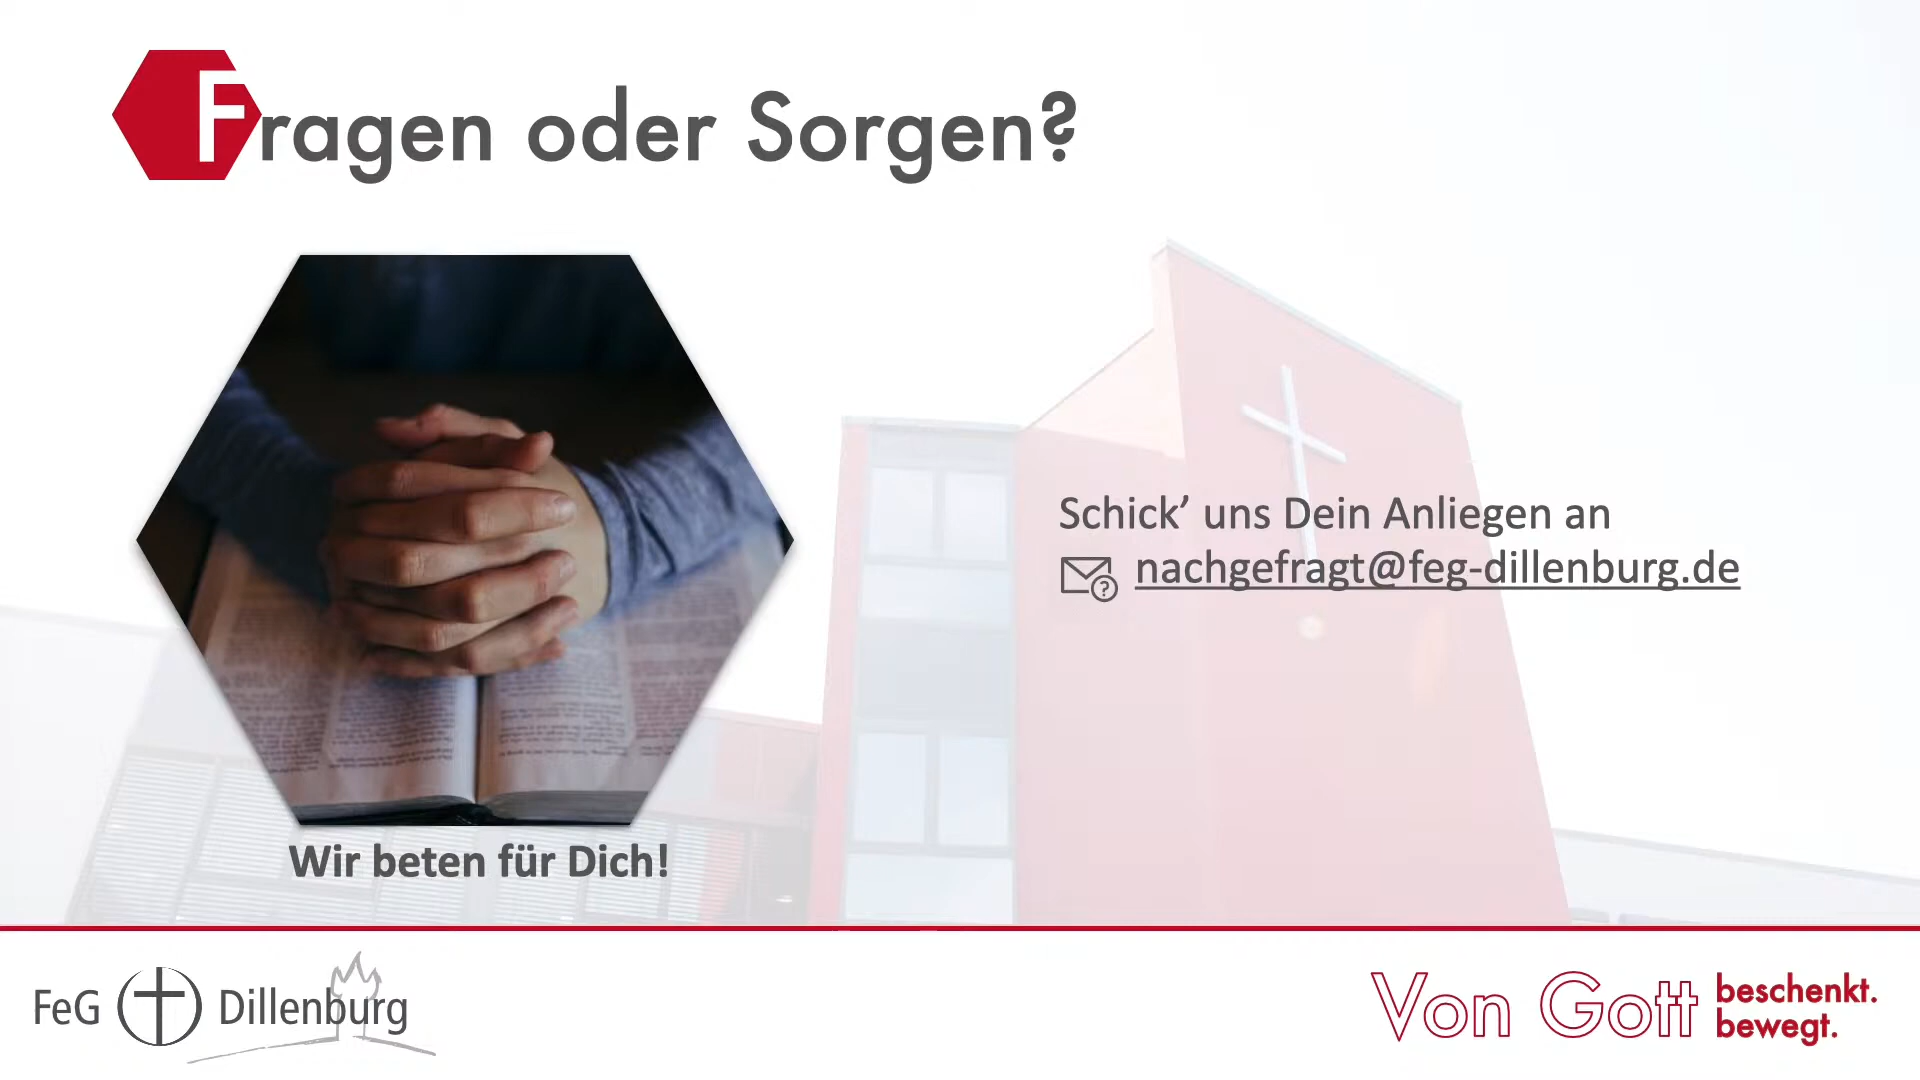 Fragen oder Sorgen?
Schick’ uns Dein Anliegen an
nachgefragt@feg-dillenburg.de
Wir beten für Dich!
FeG Dillenburg
Von Gott beschenkt.
bewegt.